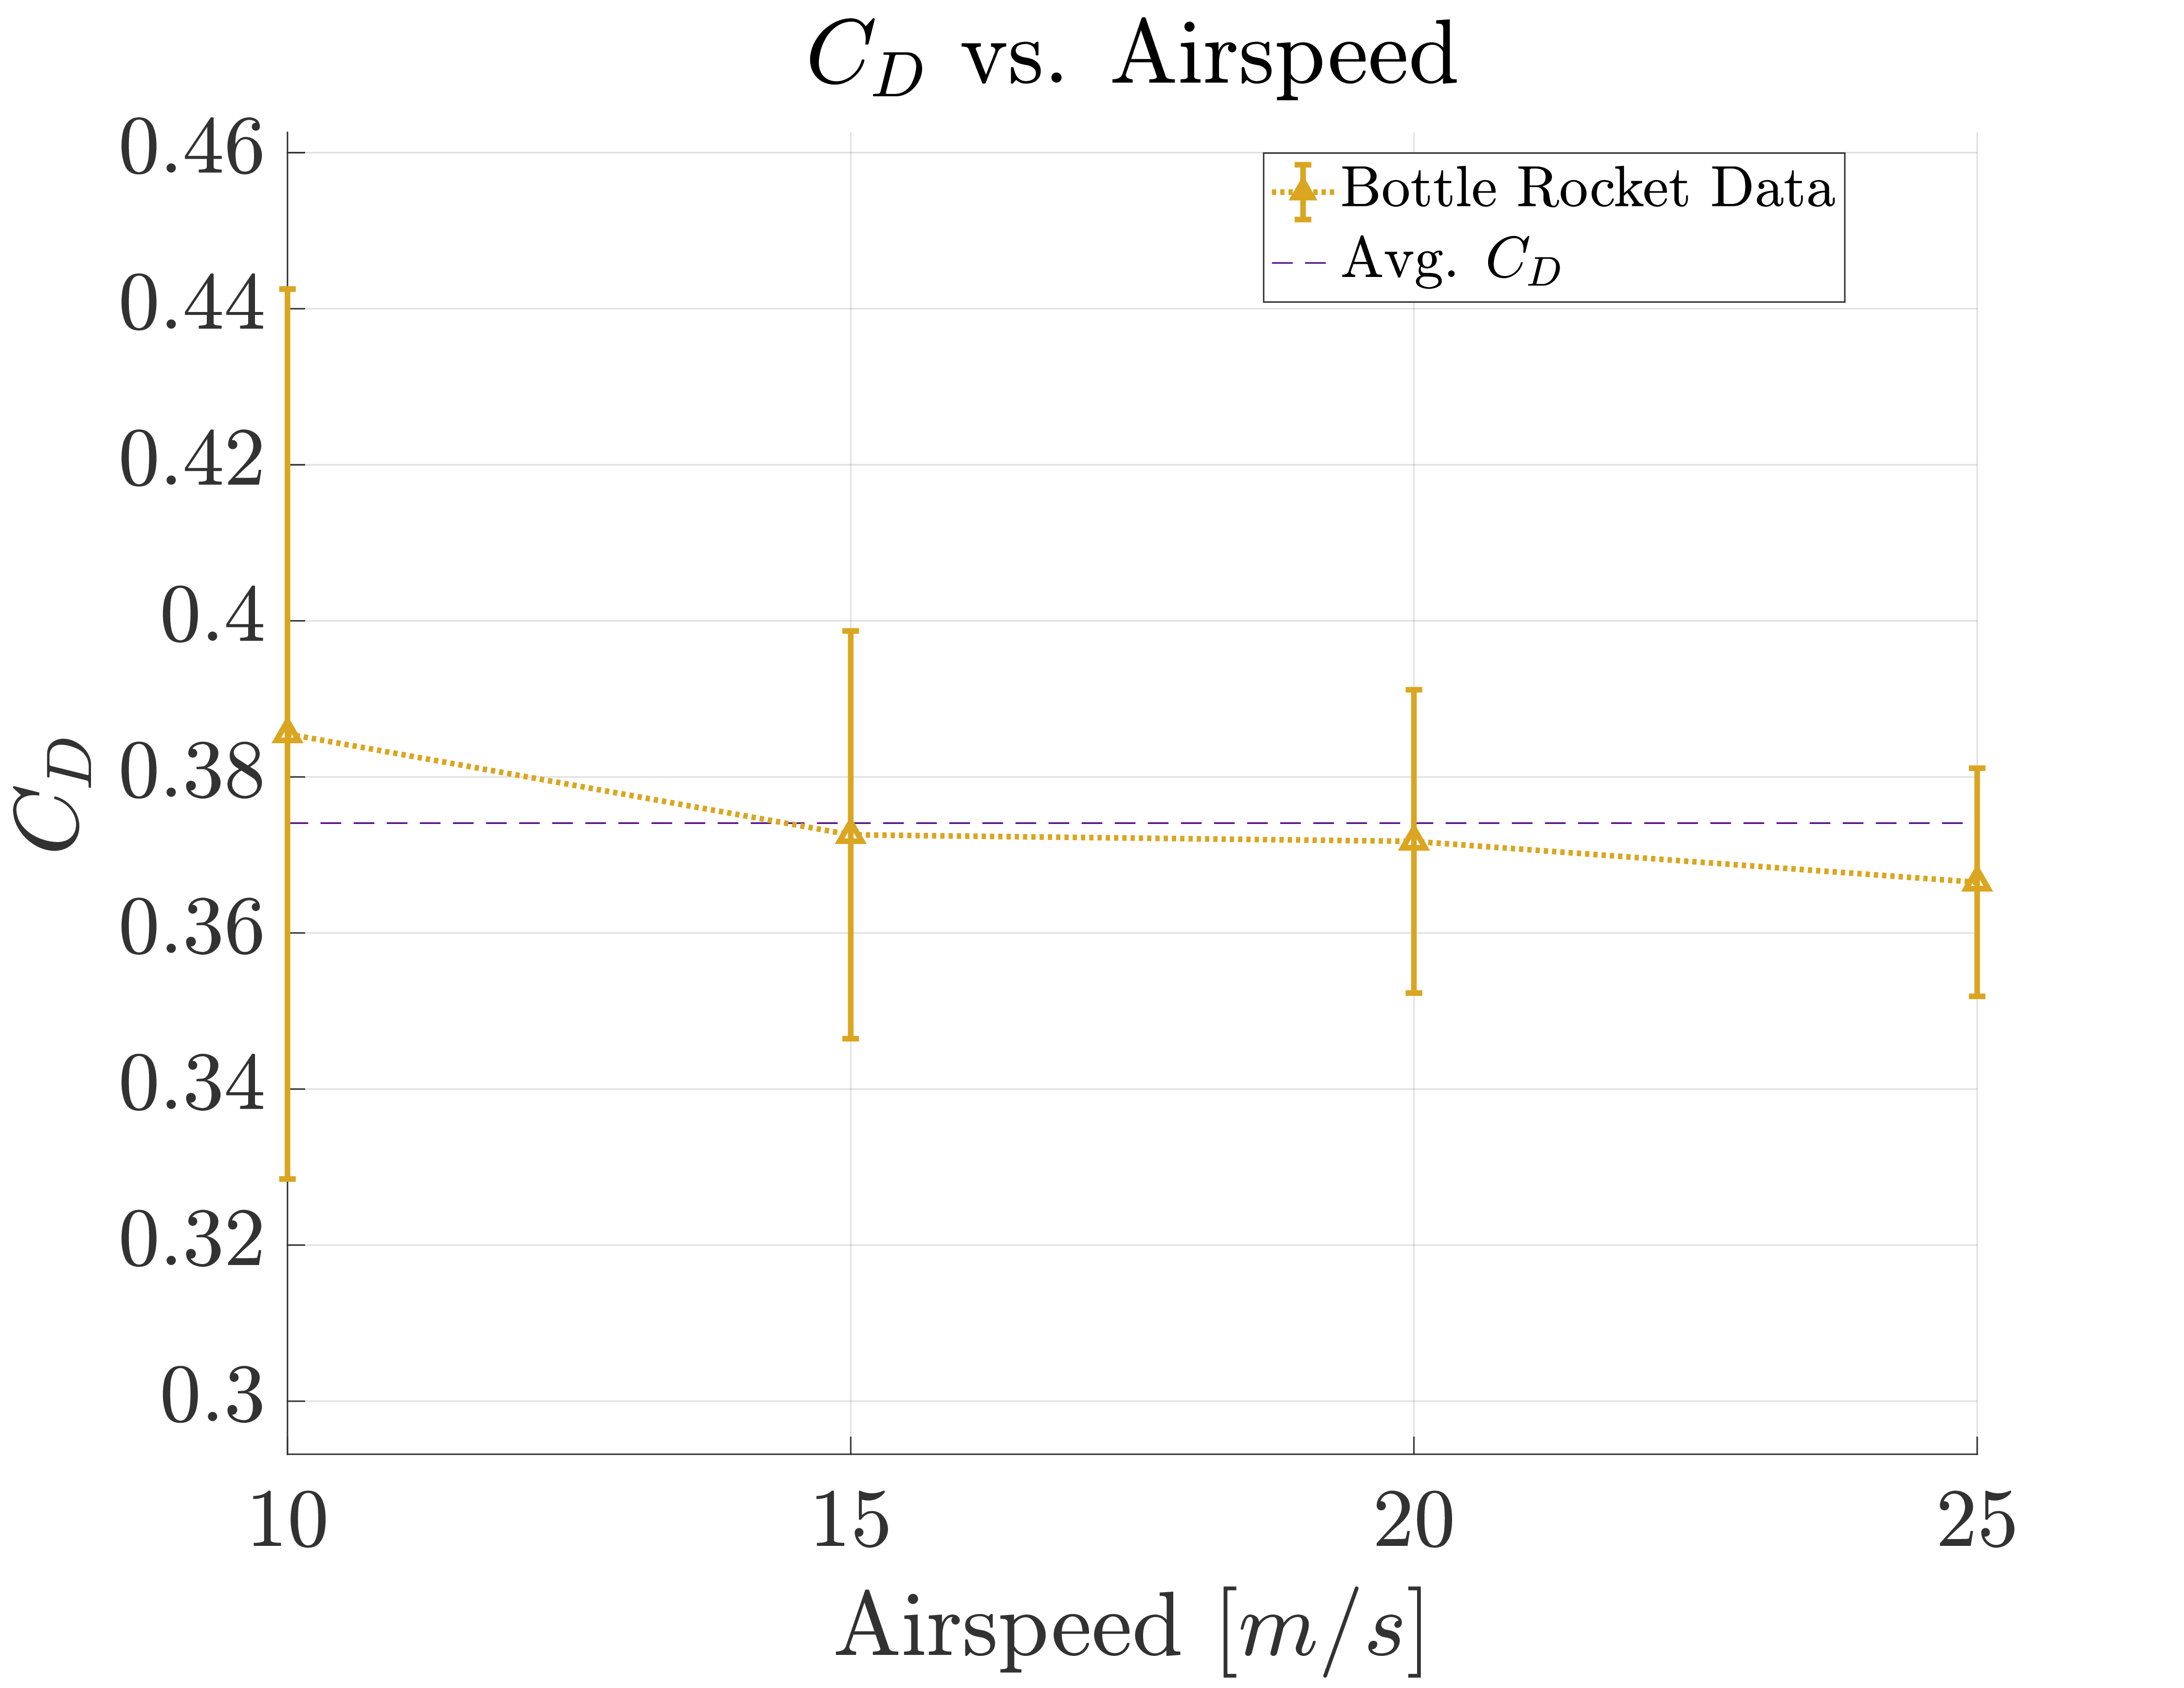 C_D vs. Airspeed
0.46
0.44
0.42
0.4
0.38
0.36
0.34
0.32
0.3
C_D
Bottle Rocket Data
Avg. C_D
10 15 20 25
Airspeed [m/s]